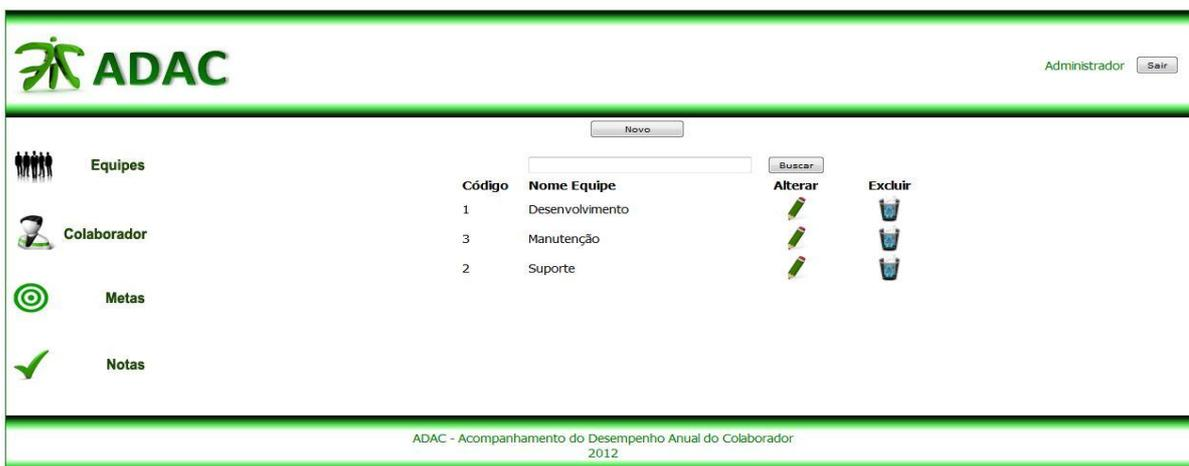 ADAC
Administrador Sair
Novo
Equipes
Buscar
Código Nome Equipe Alterar Excluir
1 Desenvolvimento
Colaborador
3 Manutenção
2 Suporte
Metas
Notas
ADAC - Acompanhamento do Desempenho Anual do Colaborador
2012